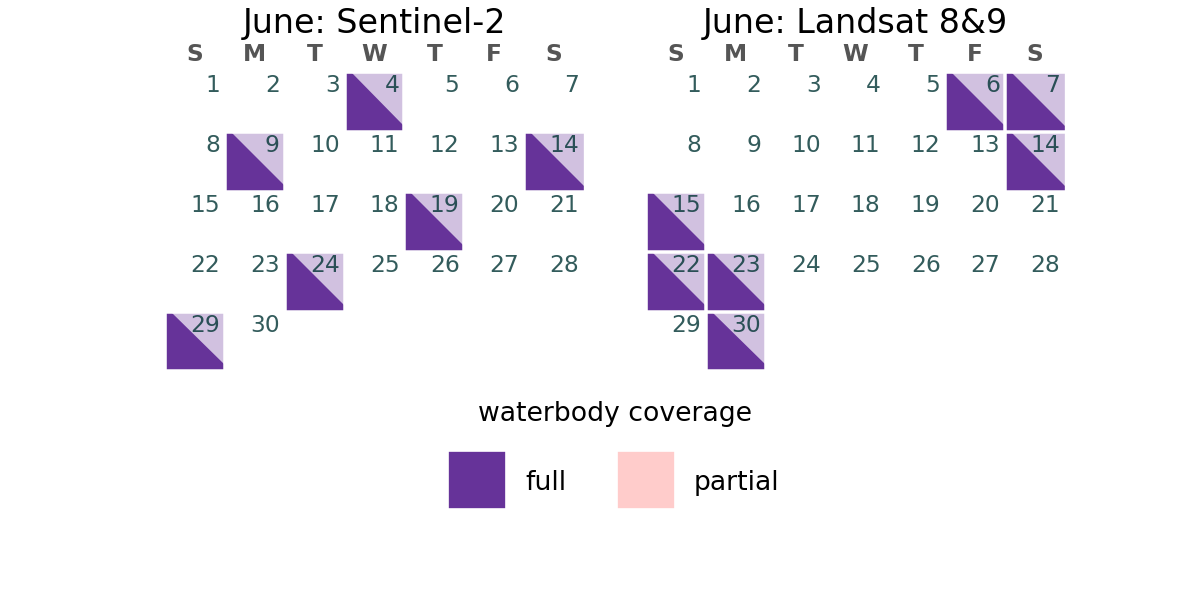 June: Sentinel-2
S M T W T F S
1 2 3 4 5 6 7
8 9 10 11 12 13 14
15 16 17 18 19 20 21
22 23 24 25 26 27 28
29 30
June: Landsat 8&9
S M T W T F S
1 2 3 4 5 6 7
8 9 10 11 12 13 14
15 16 17 18 19 20 21
22 23 24 25 26 27 28
29 30
waterbody coverage
full
partial